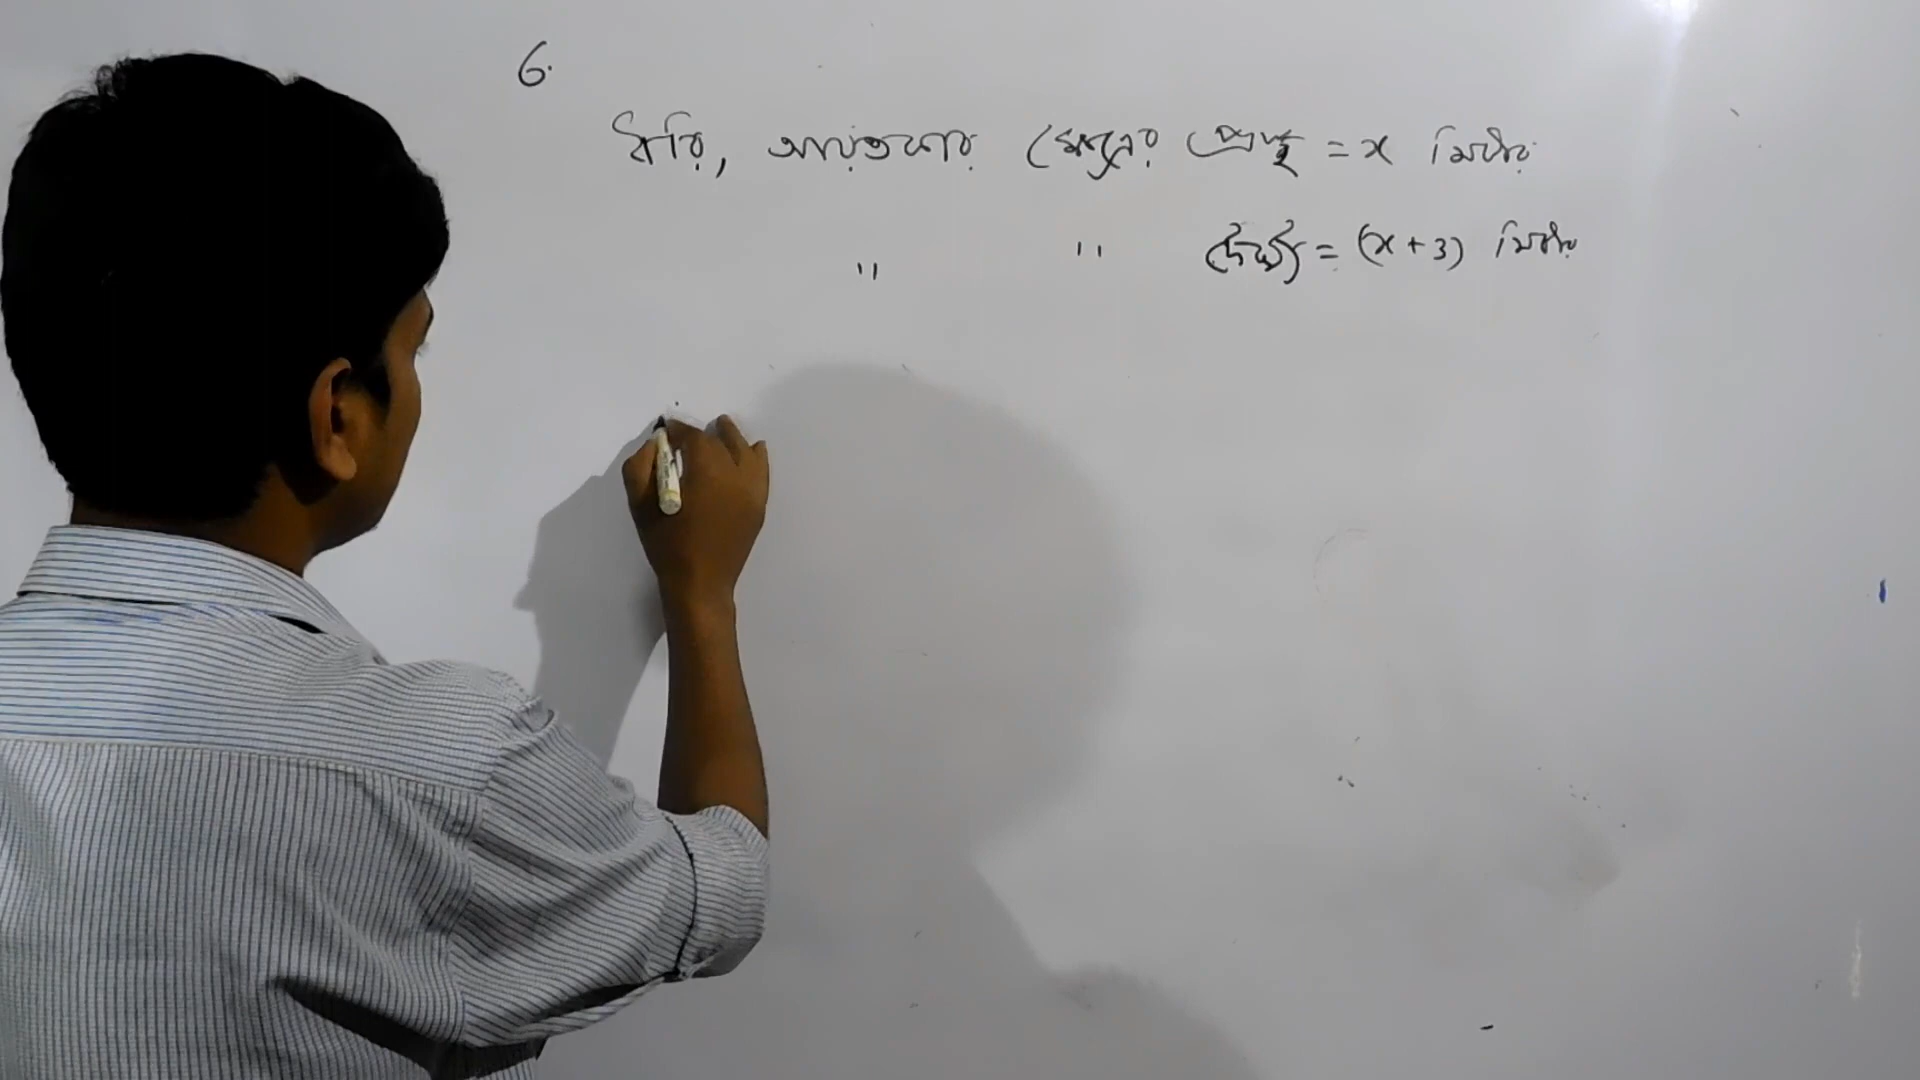 6.
ধরি, আয়তকার ক্ষেত্রের প্রস্থ = x মিটার
" " দৈর্ঘ্য = (x + 3) মিটার